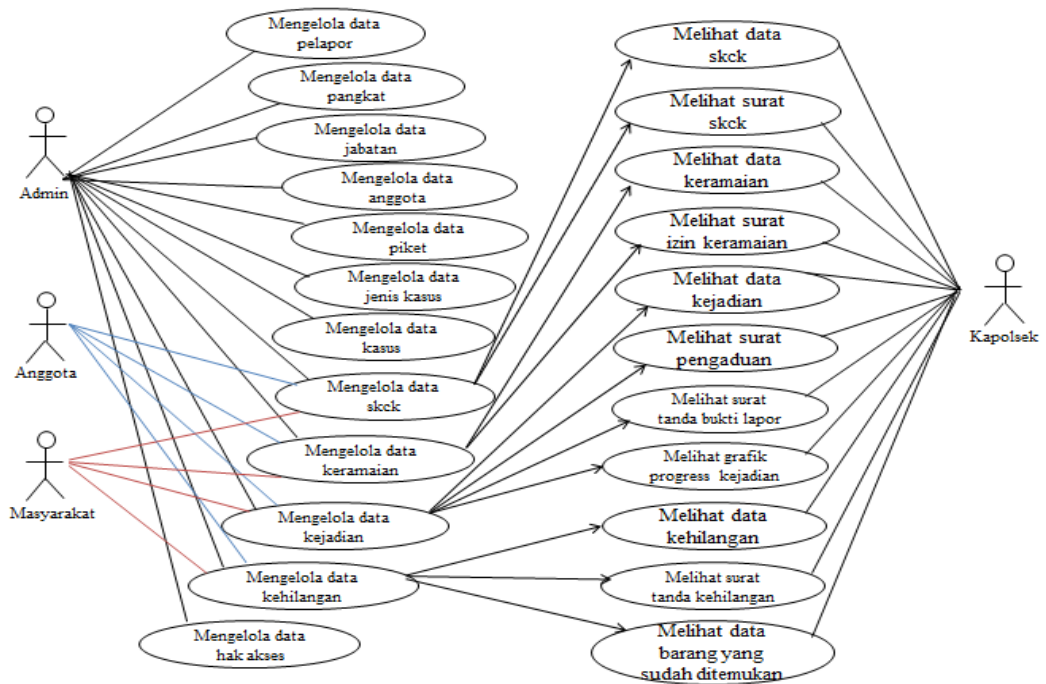 Mengelola data
pelapor
Mengelola data
pangkat
Mengelola data
jabatan
Mengelola data
anggota
Mengelola data
piket
Mengelola data
jenis kasus
Mengelola data
kasus
Mengelola data
skck
Mengelola data
keramaian
Mengelola data
kejadian
Mengelola data
kehilangan
Mengelola data
hak akses
Admin
Anggota
Masyarakat
Melihat data
skck
Melihat surat
skck
Melihat data
keramaian
Melihat surat
izin keramaian
Melihat data
kejadian
Melihat surat
pengaduan
Melihat surat
tanda bukti lapor
Melihat grafik
progress kejadian
Melihat data
kehilangan
Melihat surat
tanda kehilangan
Melihat data
barang yang
sudah ditemukan
Kapolsek